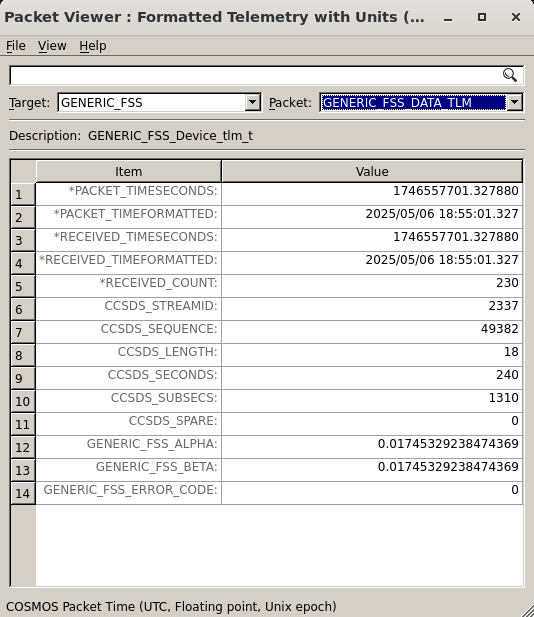 Packet Viewer : Formatted Telemetry with Units (...
File View Help
Target: GENERIC_FSS Packet: GENERIC_FSS_DATA_TLM
Description: GENERIC_FSS_Device_tlm_t
Item Value
1 *PACKET_TIMESECONDS: 1746557701.327880
2 *PACKET_TIMEFORMATTED: 2025/05/06 18:55:01.327
3 *RECEIVED_TIMESECONDS: 1746557701.327880
4 *RECEIVED_TIMEFORMATTED: 2025/05/06 18:55:01.327
5 *RECEIVED_COUNT: 230
6 CCSDS_STREAMID: 2337
7 CCSDS_SEQUENCE: 49382
8 CCSDS_LENGTH: 18
9 CCSDS_SECONDS: 240
10 CCSDS_SUBSECS: 1310
11 CCSDS_SPARE: 0
12 GENERIC_FSS_ALPHA: 0.01745329238474369
13 GENERIC_FSS_BETA: 0.01745329238474369
14 GENERIC_FSS_ERROR_CODE: 0
COSMOS Packet Time (UTC, Floating point, Unix epoch)